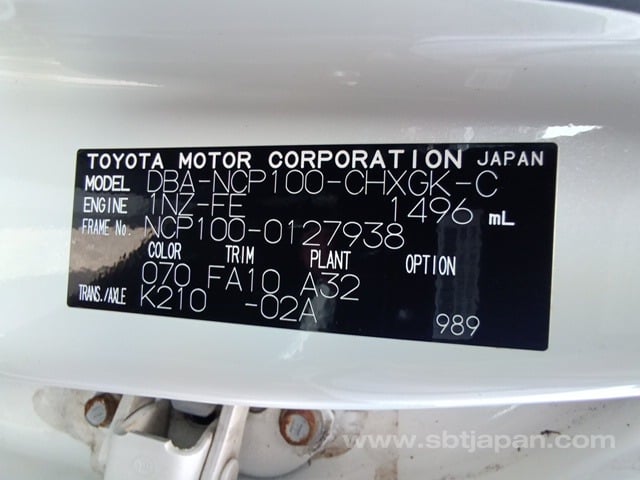 TOYOTA MOTOR CORPORATION JAPAN
MODEL DBA-NCP100-CHXGK-C
ENGINE 1NZ-FE 1496 mL
FRAME No. NCP100-0127938
COLOR TRIM PLANT OPTION
070 FA10 A32
TRANS./AXLE K210 -02A
989
www.sbtjapan.com